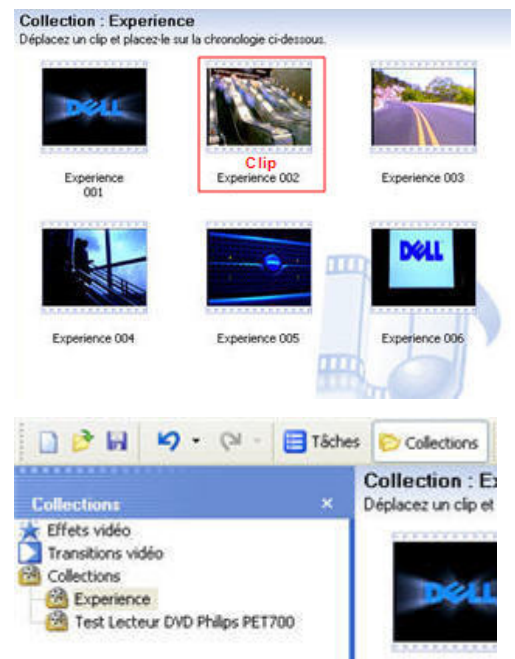 Collection : Experience
Déplacez un clip et placez-le sur la chronologie ci-dessous.
DELL
DELL
Clip
Experience 001
Experience 002
Experience 003
Experience 004
Experience 005
Experience 006
Tâches
Collections
Collections
Collection : E
Déplacez un clip et
Effets vidéo
Transitions vidéo
Collections
Experience
Test Lecteur DVD Philips PET700
DELL